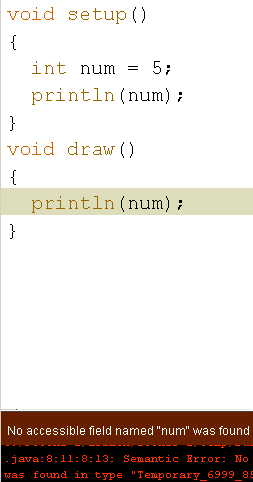 void setup()
{
int num = 5;
println(num);
}
void draw()
{
println(num);
}
No accessible field named "num" was found
.java:8:11:8:13: Semantic Error: No
was found in type "Temporary_6999_85